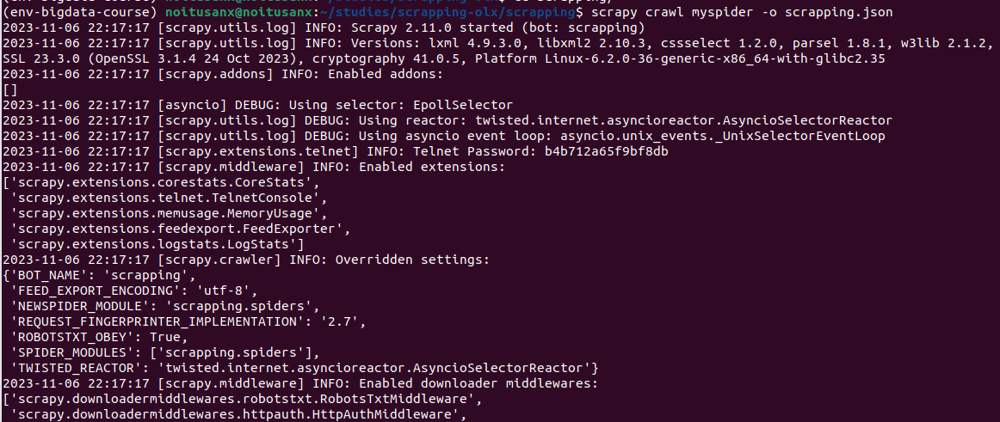 (env-bigdata-course) noitusanx@noitusanx:~/studies/scrapping-olx/scrapping$ scrapy crawl myspider -o scrapping.json
2023-11-06 22:17:17 [scrapy.utils.log] INFO: Scrapy 2.11.0 started (bot: scrapping)
2023-11-06 22:17:17 [scrapy.utils.log] INFO: Versions: lxml 4.9.3.0, libxml2 2.10.3, cssselect 1.2.0, parsel 1.8.1, w3lib 2.1.2,
SSL 23.3.0 (OpenSSL 3.1.4 24 Oct 2023), cryptography 41.0.5, Platform Linux-6.2.0-36-generic-x86_64-with-glibc2.35
2023-11-06 22:17:17 [scrapy.addons] INFO: Enabled addons:
[]
2023-11-06 22:17:17 [asyncio] DEBUG: Using selector: EpollSelector
2023-11-06 22:17:17 [scrapy.utils.log] DEBUG: Using reactor: twisted.internet.asyncioreactor.AsyncioSelectorReactor
2023-11-06 22:17:17 [scrapy.utils.log] DEBUG: Using asyncio event loop: asyncio.unix_events._UnixSelectorEventLoop
2023-11-06 22:17:17 [scrapy.extensions.telnet] INFO: Telnet Password: b4b712a65f9bf8db
2023-11-06 22:17:17 [scrapy.middleware] INFO: Enabled extensions:
['scrapy.extensions.corestats.CoreStats',
 'scrapy.extensions.telnet.TelnetConsole',
 'scrapy.extensions.memusage.MemoryUsage',
 'scrapy.extensions.feedexport.FeedExporter',
 'scrapy.extensions.logstats.LogStats']
2023-11-06 22:17:17 [scrapy.crawler] INFO: Overridden settings:
{'BOT_NAME': 'scrapping',
 'FEED_EXPORT_ENCODING': 'utf-8',
 'NEWSPIDER_MODULE': 'scrapping.spiders',
 'REQUEST_FINGERPRINTER_IMPLEMENTATION': '2.7',
 'ROBOTSTXT_OBEY': True,
 'SPIDER_MODULES': ['scrapping.spiders'],
 'TWISTED_REACTOR': 'twisted.internet.asyncioreactor.AsyncioSelectorReactor'}
2023-11-06 22:17:17 [scrapy.middleware] INFO: Enabled downloader middlewares:
['scrapy.downloadermiddlewares.robotstxt.RobotsTxtMiddleware',
 'scrapy.downloadermiddlewares.httpauth.HttpAuthMiddleware',